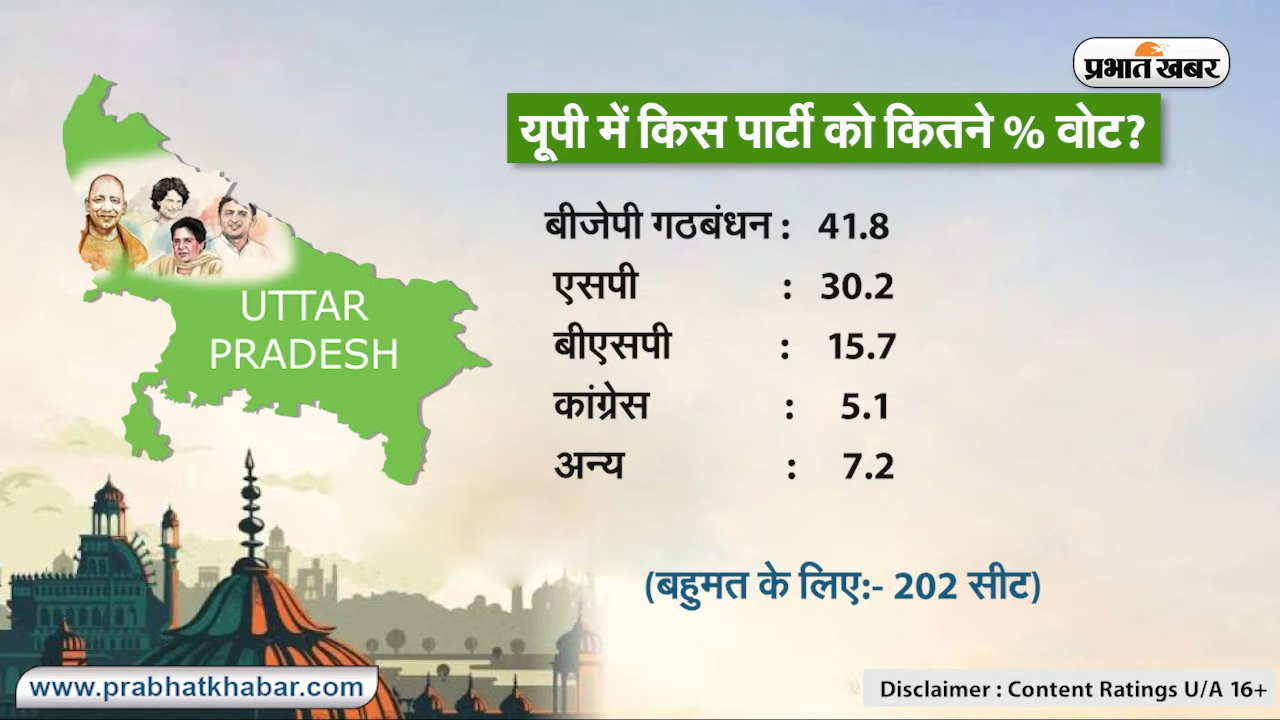 प्रभात खबर
यूपी में किस पार्टी को कितने % वोट?
बीजेपी गठबंधन : 41.8
एसपी : 30.2
बीएसपी : 15.7
कांग्रेस : 5.1
अन्य : 7.2
UTTAR
PRADESH
(बहुमत के लिए:- 202 सीट)
www.prabhatkhabar.com
Disclaimer : Content Ratings U/A 16+